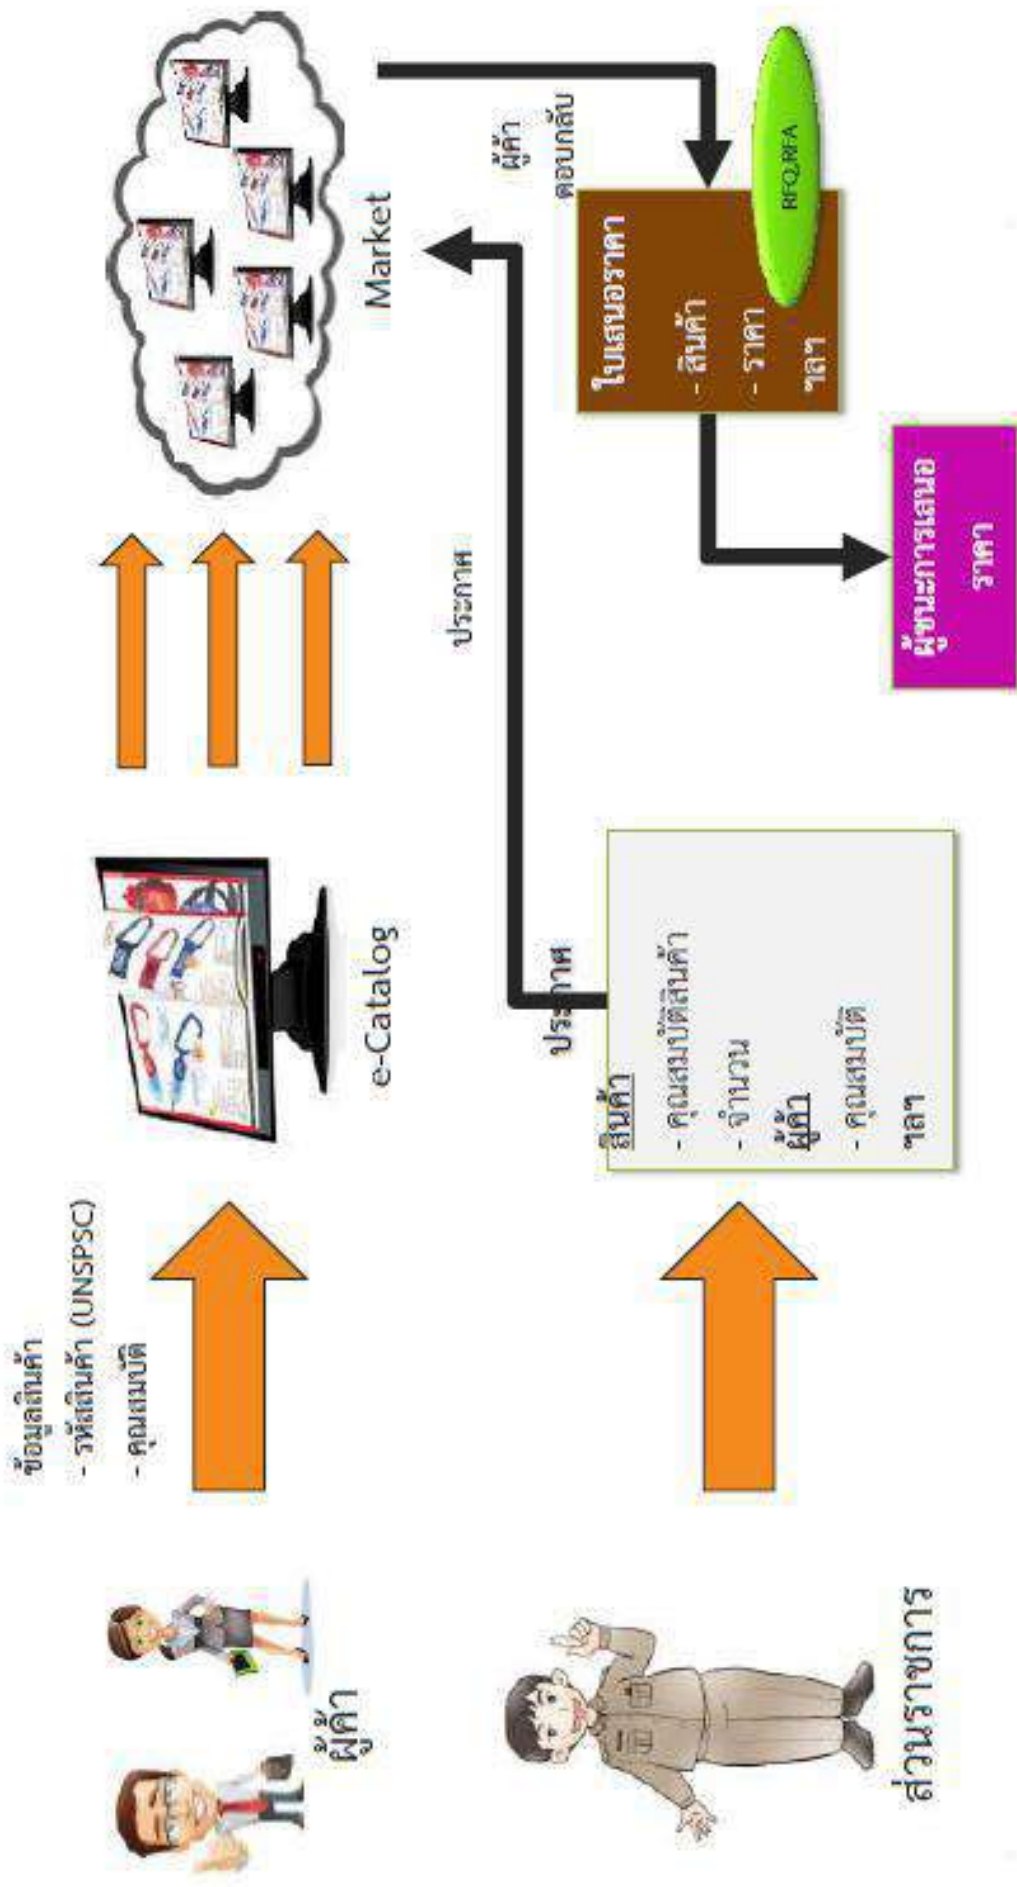 ข้อมูลสินค้า
- รหัสสินค้า (UNSPSC)
- คุณสมบัติ
ผู้ค้า
e-Catalog
Market
ประกาศ
ผู้ค้า
ตอบกลับ
ส่วนราชการ
ประกาศ
สินค้า
- คุณสมบัติสินค้า
- จำนวน
ผู้ค้า
- คุณสมบัติ
ฯลฯ
ใบเสนอราคา
- สินค้า
- ราคา
ฯลฯ
RFQ,RFA
ผู้ชนะการเสนอ
ราคา